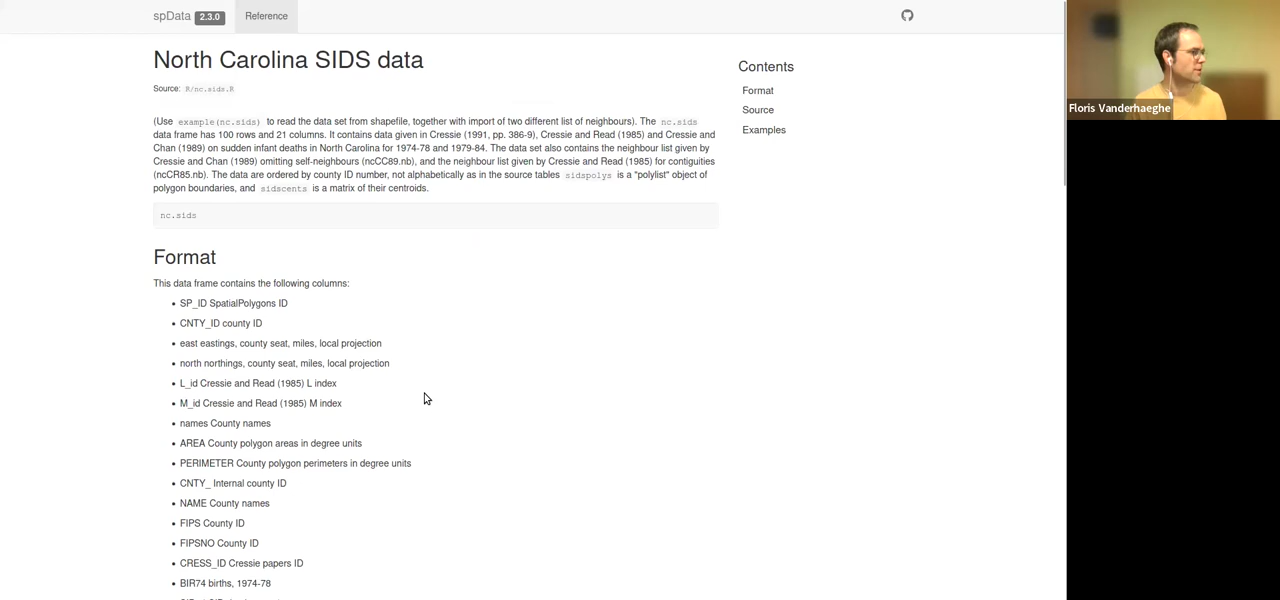 spData 2.3.0 Reference
North Carolina SIDS data
Source: R/nc.sids.R
(Use example(nc.sids) to read the data set from shapefile, together with import of two different list of neighbours). The nc.sids
data frame has 100 rows and 21 columns. It contains data given in Cressie (1991, pp. 386-9), Cressie and Read (1985) and Cressie and
Chan (1989) on sudden infant deaths in North Carolina for 1974-78 and 1979-84. The data set also contains the neighbour list given by
Cressie and Chan (1989) omitting self-neighbours (ncCC89.nb), and the neighbour list given by Cressie and Read (1985) for contiguities
(ncCR85.nb). The data are ordered by county ID number, not alphabetically as in the source tables sidspolys is a "polylist" object of
polygon boundaries, and sidscents is a matrix of their centroids.
nc.sids
Format
This data frame contains the following columns:
• SP_ID SpatialPolygons ID
• CNTY_ID county ID
• east eastings, county seat, miles, local projection
• north northings, county seat, miles, local projection
• L_id Cressie and Read (1985) L index
• M_id Cressie and Read (1985) M index
• names County names
• AREA County polygon areas in degree units
• PERIMETER County polygon perimeters in degree units
• CNTY_ Internal county ID
• NAME County names
• FIPS County ID
• FIPSNO County ID
• CRESS_ID Cressie papers ID
• BIR74 births, 1974-78
Contents
Format
Source
Examples
Floris Vanderhaeghe